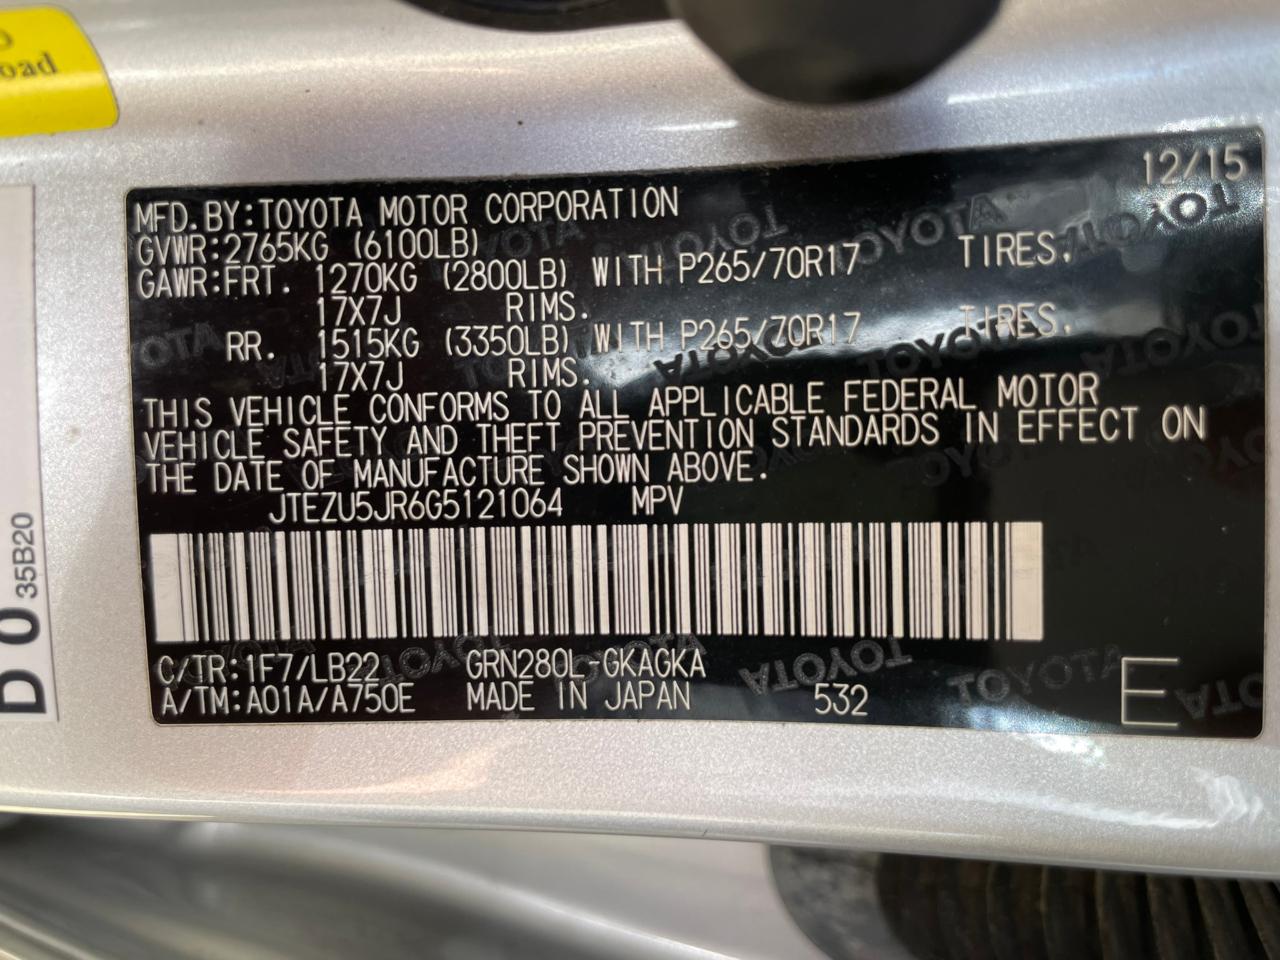 oad
D 0 35B20
12/15
MFD.BY:TOYOTA MOTOR CORPORATION
GVWR:2765KG (6100LB)
GAWR:FRT. 1270KG (2800LB) WITH P265/70R17 TIRES.
17X7J RIMS.
RR. 1515KG (3350LB) WITH P265/70R17 TIRES.
17X7J RIMS.
THIS VEHICLE CONFORMS TO ALL APPLICABLE FEDERAL MOTOR
VEHICLE SAFETY AND THEFT PREVENTION STANDARDS IN EFFECT ON
THE DATE OF MANUFACTURE SHOWN ABOVE.
JTEZU5JR6G5121064 MPV
C/TR:1F7/LB22 GRN280L-GKAGKA
A/TM:A01A/A750E MADE IN JAPAN 532 E